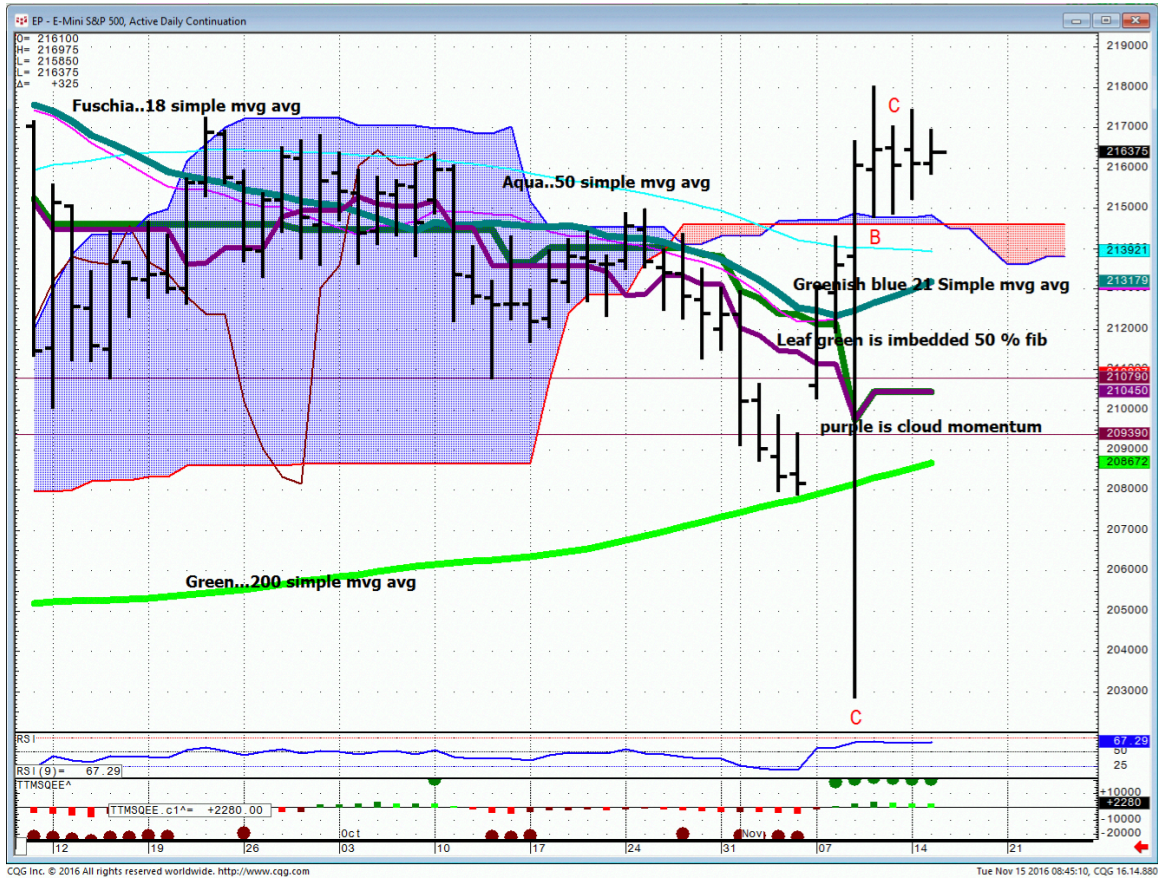 EP - E-Mini S&P 500, Active Daily Continuation
O= 216100
H= 216975
L= 215850
L= 216375
Δ= +325
Fuschia..18 simple mvg avg
Aqua..50 simple mvg avg
C
B
Greenish blue 21 Simple mvg avg
Leaf green is imbedded 50 % fib
purple is cloud momentum
Green...200 simple mvg avg
C
219000
218000
217000
216375
216000
215000
214000
213921
213179
212000
210790
210450
210000
209390
209000
208672
208000
207000
206000
205000
204000
203000
RSI
67.29
50
25
RSI(9)= 67.29
TTMSQEE^
TTMSQEE.c1^= +2280.00
+10000
+2280
-10000
-20000
Oct
Nov
12
19
26
03
10
17
24
31
07
14
21
CQG Inc. © 2016 All rights reserved worldwide. http://www.cqg.com
Tue Nov 15 2016 08:45:10, CQG 16.14.880